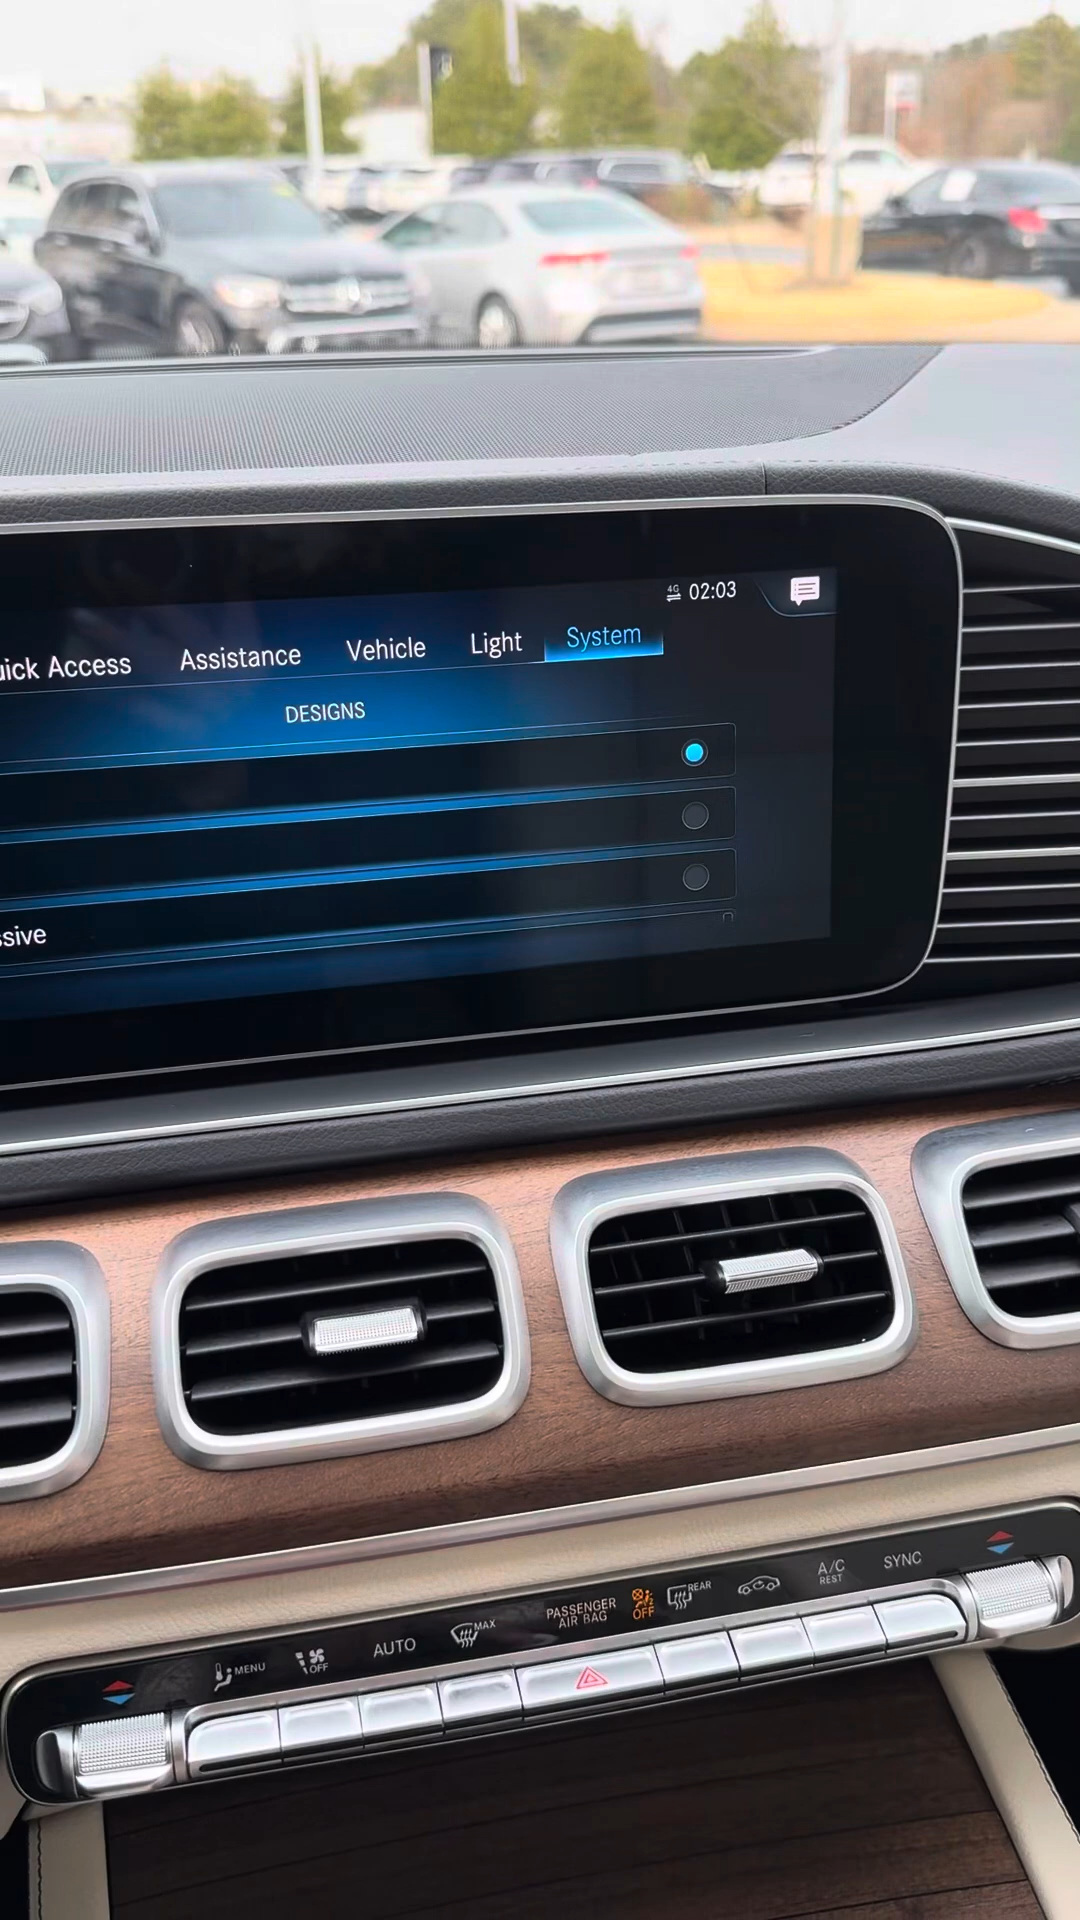 4G 02:03
uick Access Assistance Vehicle Light System
DESIGNS
ssive
MENU OFF AUTO MAX PASSENGER AIR BAG OFF REAR A/C REST SYNC